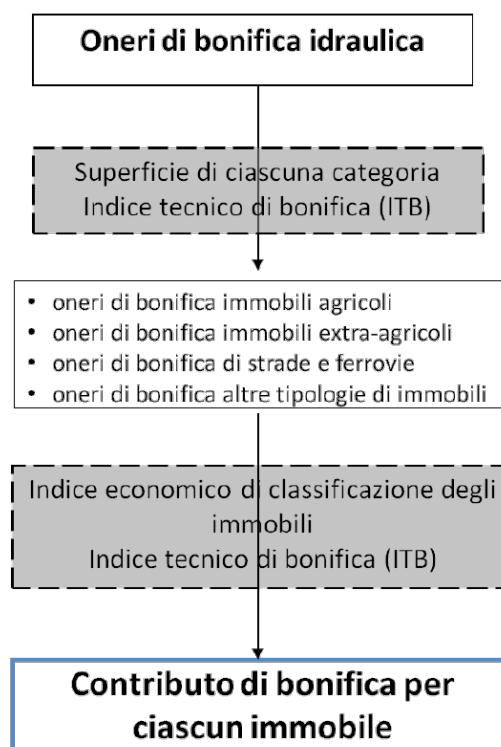 Oneri di bonifica idraulica
Superficie di ciascuna categoria
Indice tecnico di bonifica (ITB)
• oneri di bonifica immobili agricoli
• oneri di bonifica immobili extra-agricoli
• oneri di bonifica di strade e ferrovie
• oneri di bonifica altre tipologie di immobili
Indice economico di classificazione degli
immobili
Indice tecnico di bonifica (ITB)
Contributo di bonifica per
ciascun immobile